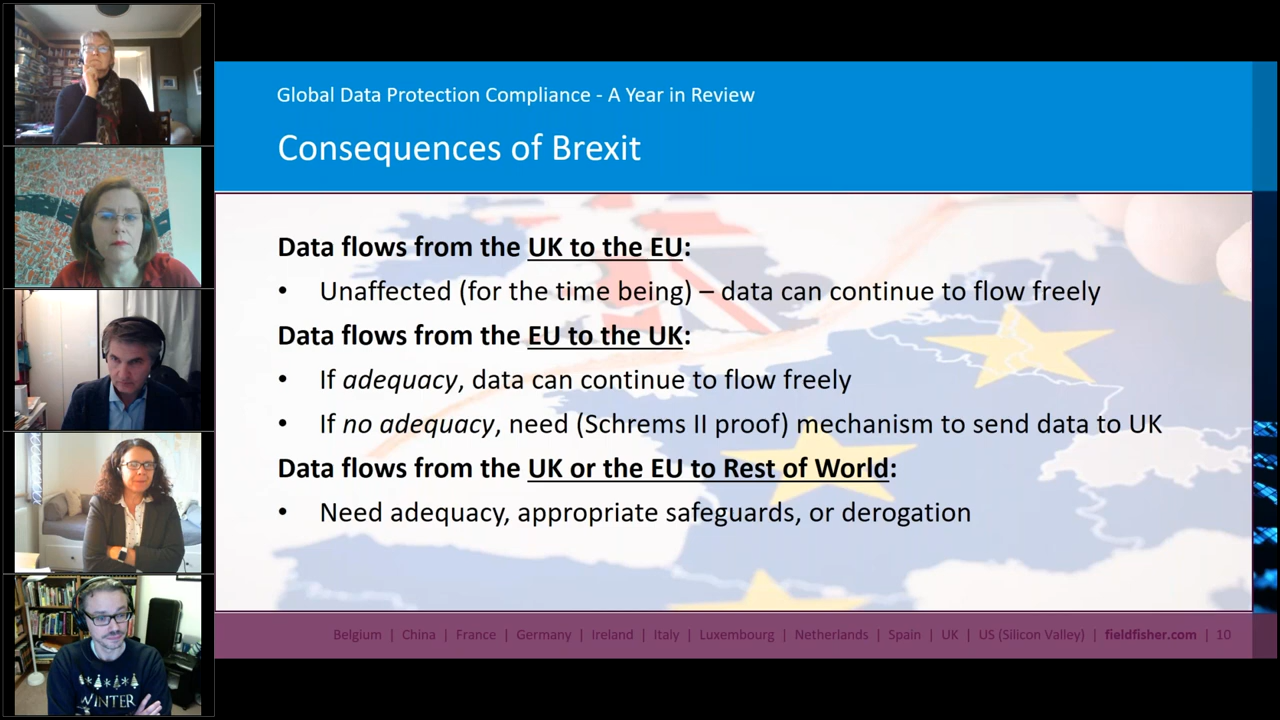 Global Data Protection Compliance - A Year in Review
Consequences of Brexit
Data flows from the UK to the EU:
• Unaffected (for the time being) – data can continue to flow freely
Data flows from the EU to the UK:
• If adequacy, data can continue to flow freely
• If no adequacy, need (Schrems II proof) mechanism to send data to UK
Data flows from the UK or the EU to Rest of World:
• Need adequacy, appropriate safeguards, or derogation
Belgium | China | France | Germany | Ireland | Italy | Luxembourg | Netherlands | Spain | UK | US (Silicon Valley) | fieldfisher.com | 10
WINTER